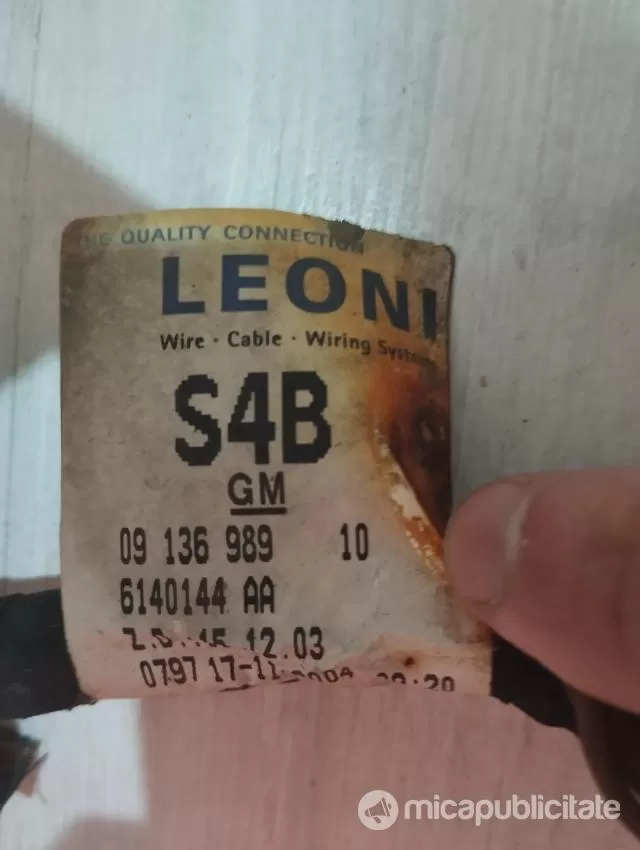 QUALITY CONNECTION
LEONI
Wire · Cable · Wiring
S4B
GM
09 136 989 10
6140144 AA
12.03
0797 17-11
micapublicitate